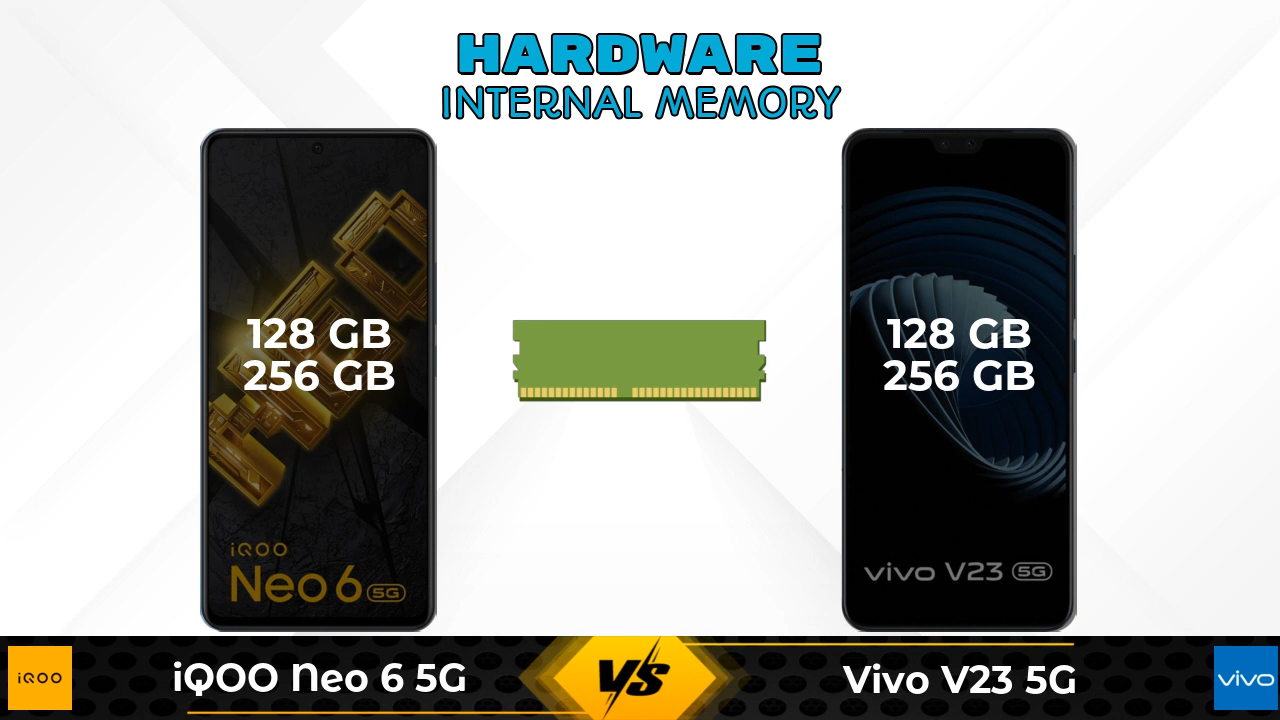 HARDWARE
INTERNAL MEMORY
128 GB
256 GB
iQOO
Neo 6 5G
128 GB
256 GB
vivo V23 5G
iQOO
iQOO Neo 6 5G
VS
Vivo V23 5G
vivo